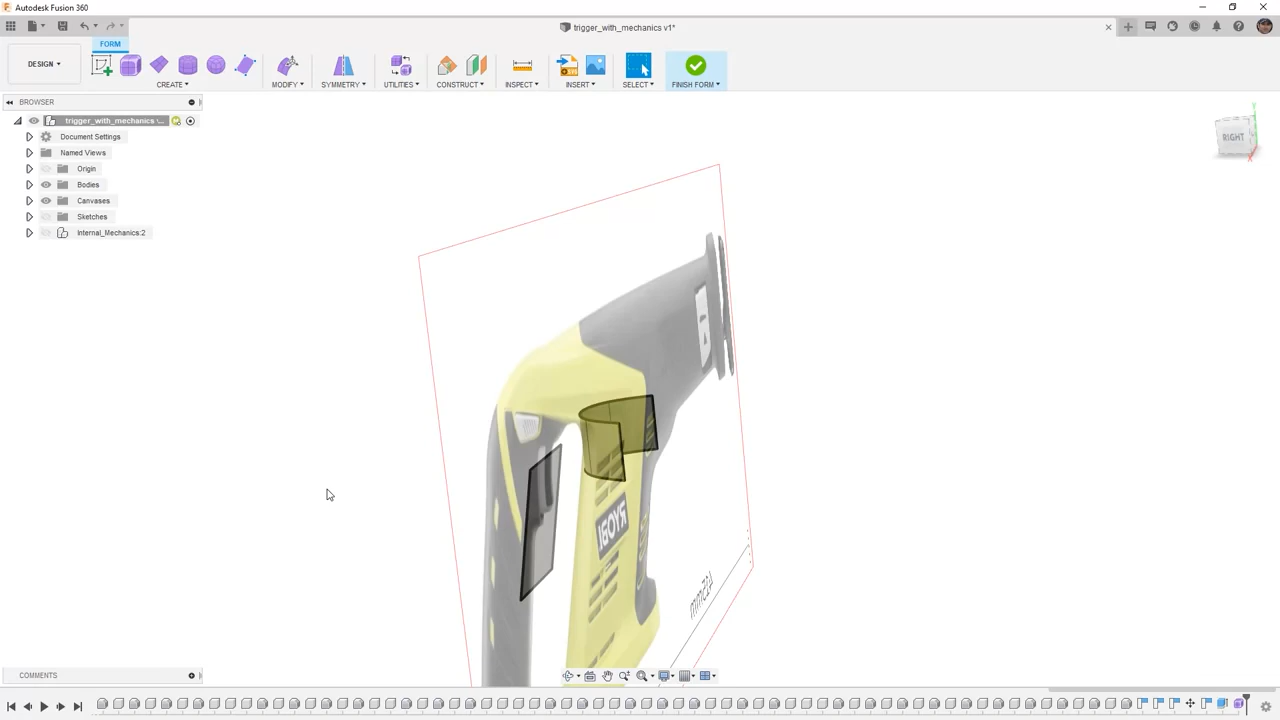 Autodesk Fusion 360
trigger_with_mechanics v1*
FORM
DESIGN
CREATE
MODIFY
SYMMETRY
UTILITIES
CONSTRUCT
INSPECT
INSERT
SELECT
FINISH FORM
BROWSER
trigger_with_mechanics ...
Document Settings
Named Views
Origin
Bodies
Canvases
Sketches
Internal_Mechanics:2
RIGHT
Y
X
RYOBI
COMMENTS